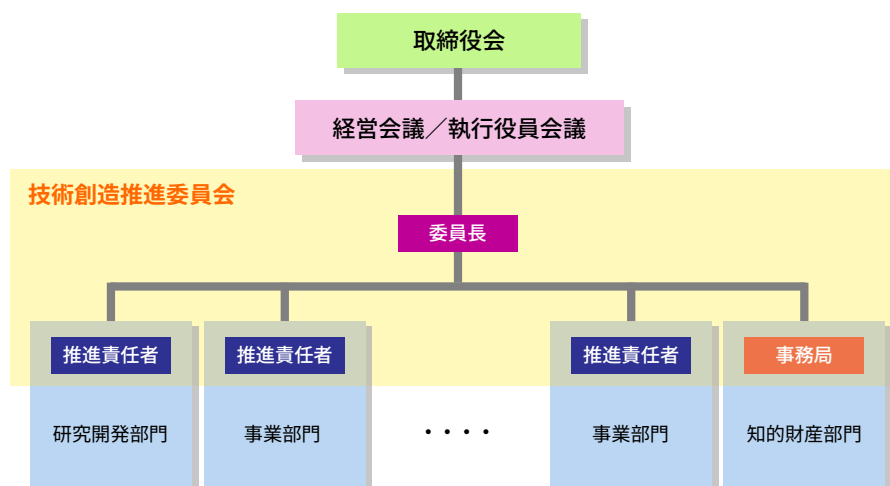 取締役会
経営会議／執行役員会議
技術創造推進委員会
委員長
推進責任者
推進責任者
推進責任者
事務局
研究開発部門
事業部門
・・・・
事業部門
知的財産部門